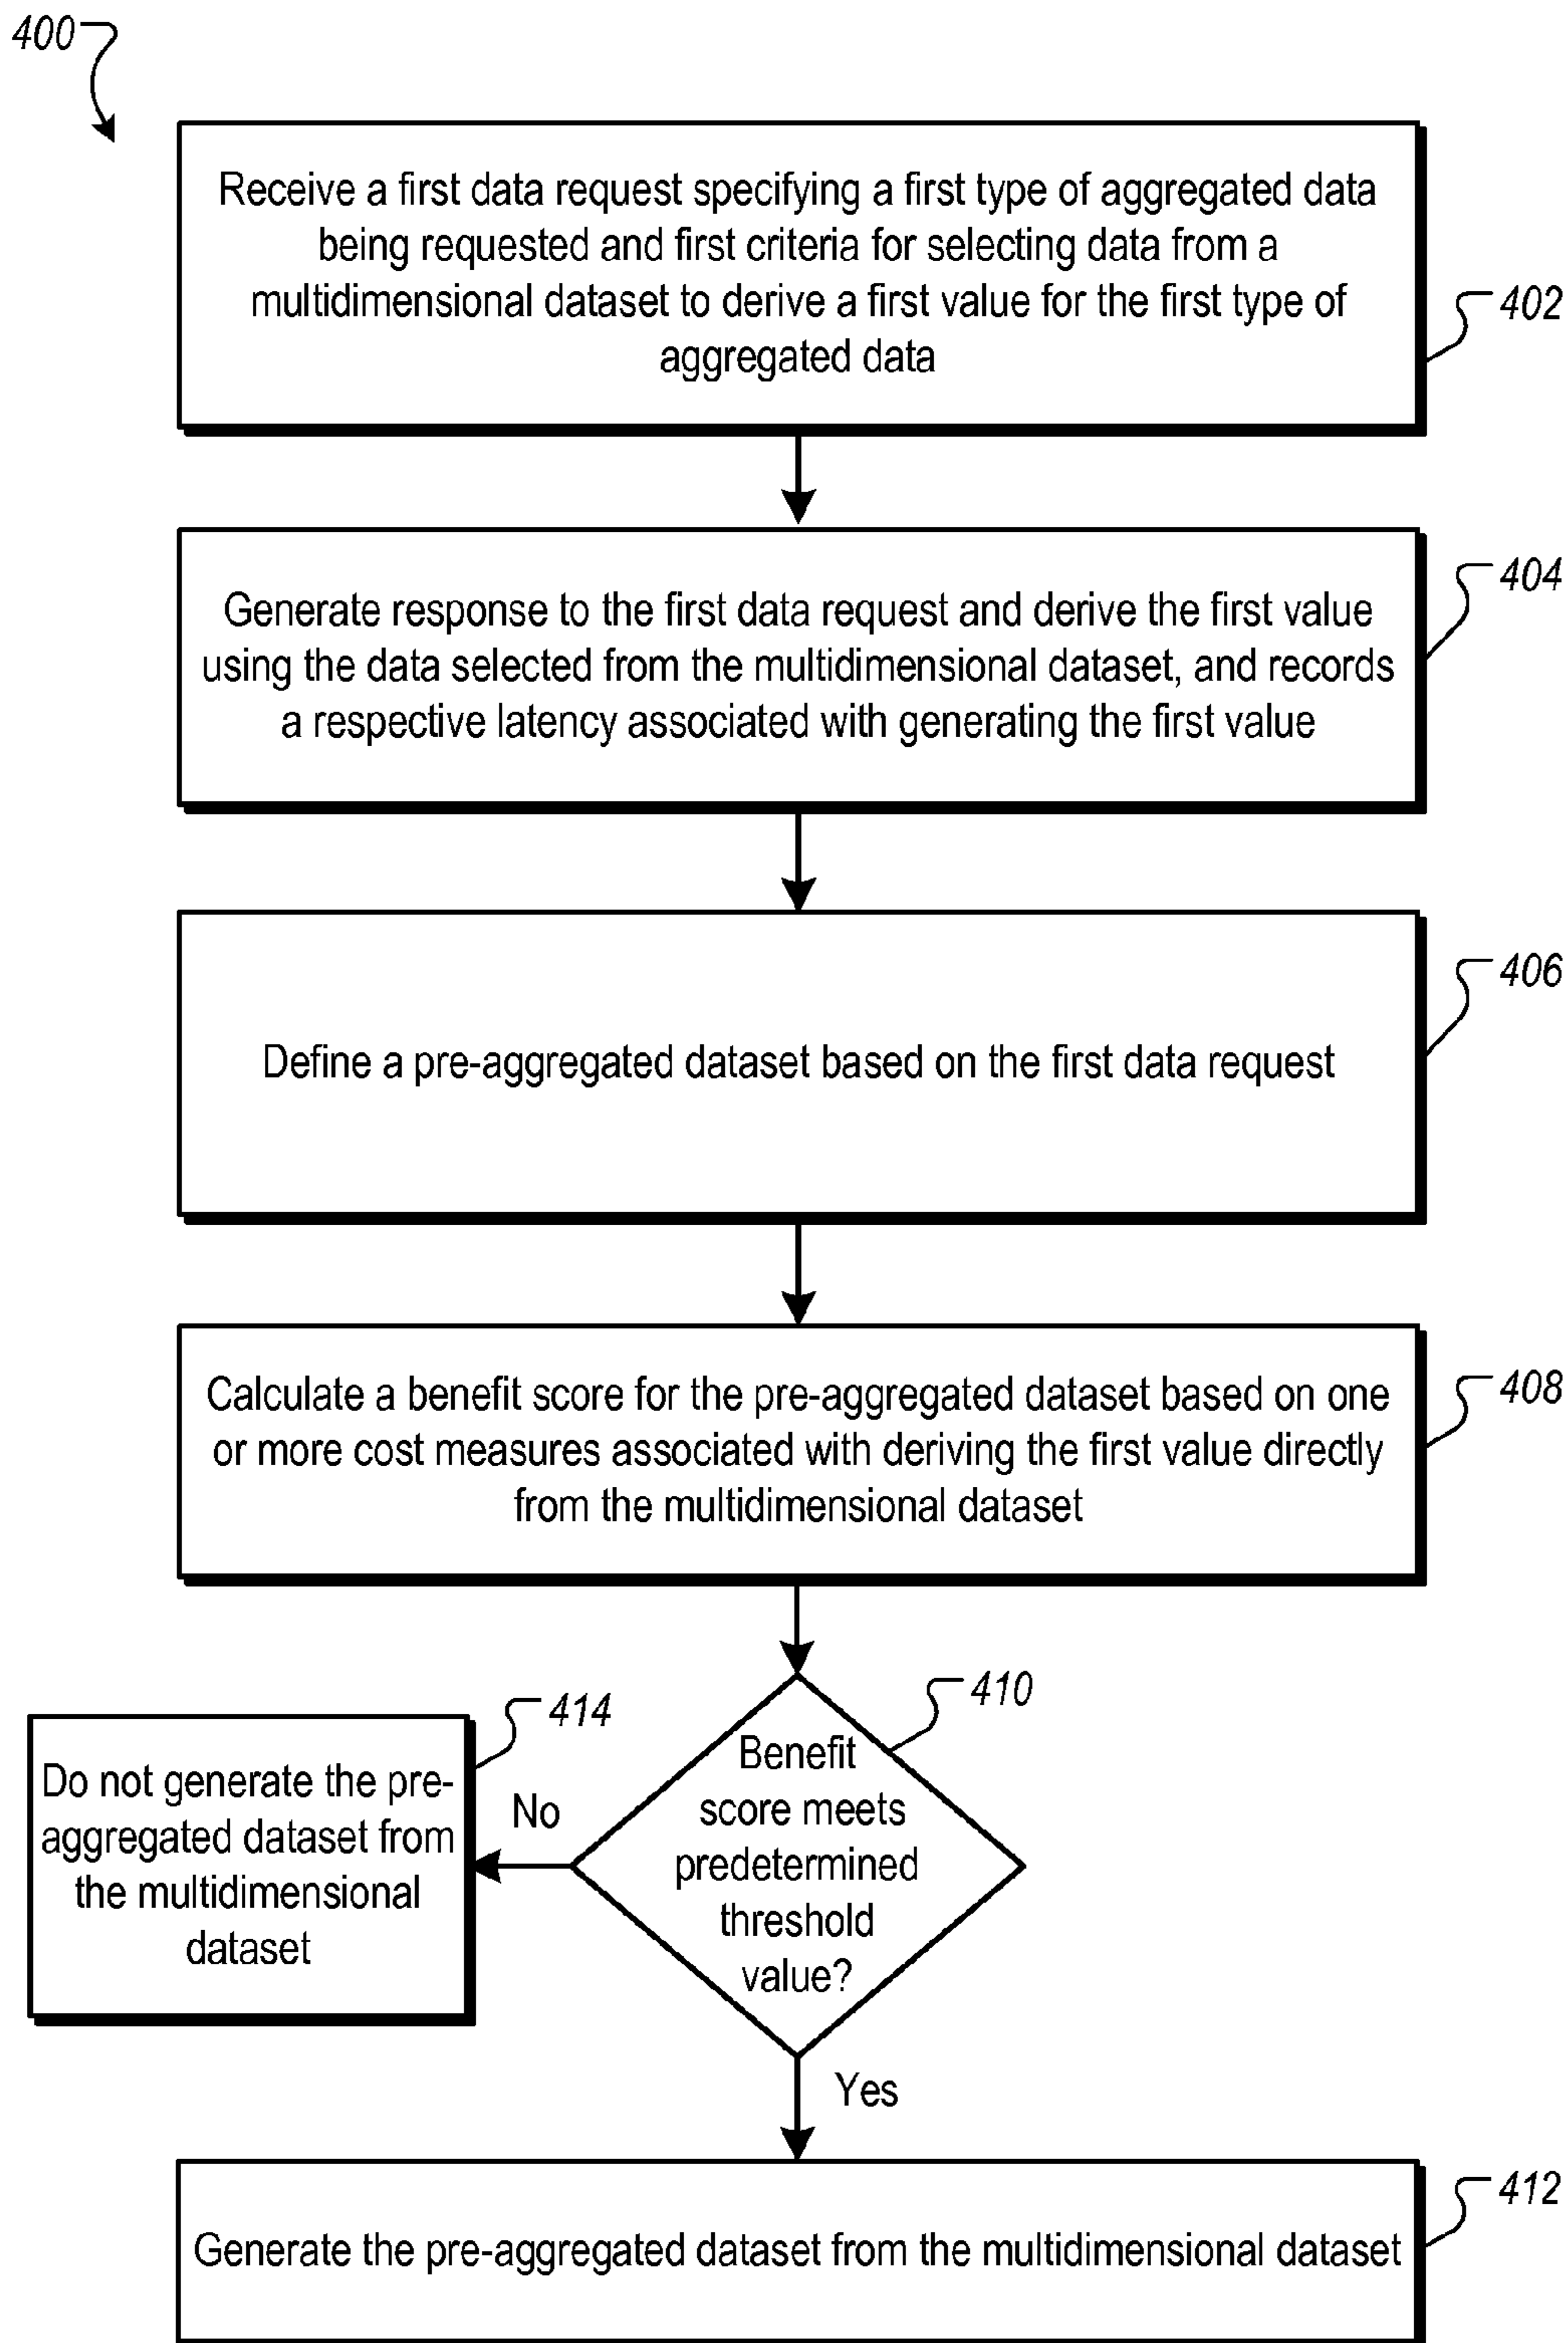 400
Receive a first data request specifying a first type of aggregated data
being requested and first criteria for selecting data from a
multidimensional dataset to derive a first value for the first type of
aggregated data
402
Generate response to the first data request and derive the first value
using the data selected from the multidimensional dataset, and records
a respective latency associated with generating the first value
404
Define a pre-aggregated dataset based on the first data request
406
Calculate a benefit score for the pre-aggregated dataset based on one
or more cost measures associated with deriving the first value directly
from the multidimensional dataset
408
Benefit
score meets
predetermined
threshold
value?
410
No
Do not generate the pre-
aggregated dataset from
the multidimensional
dataset
414
Yes
Generate the pre-aggregated dataset from the multidimensional dataset
412